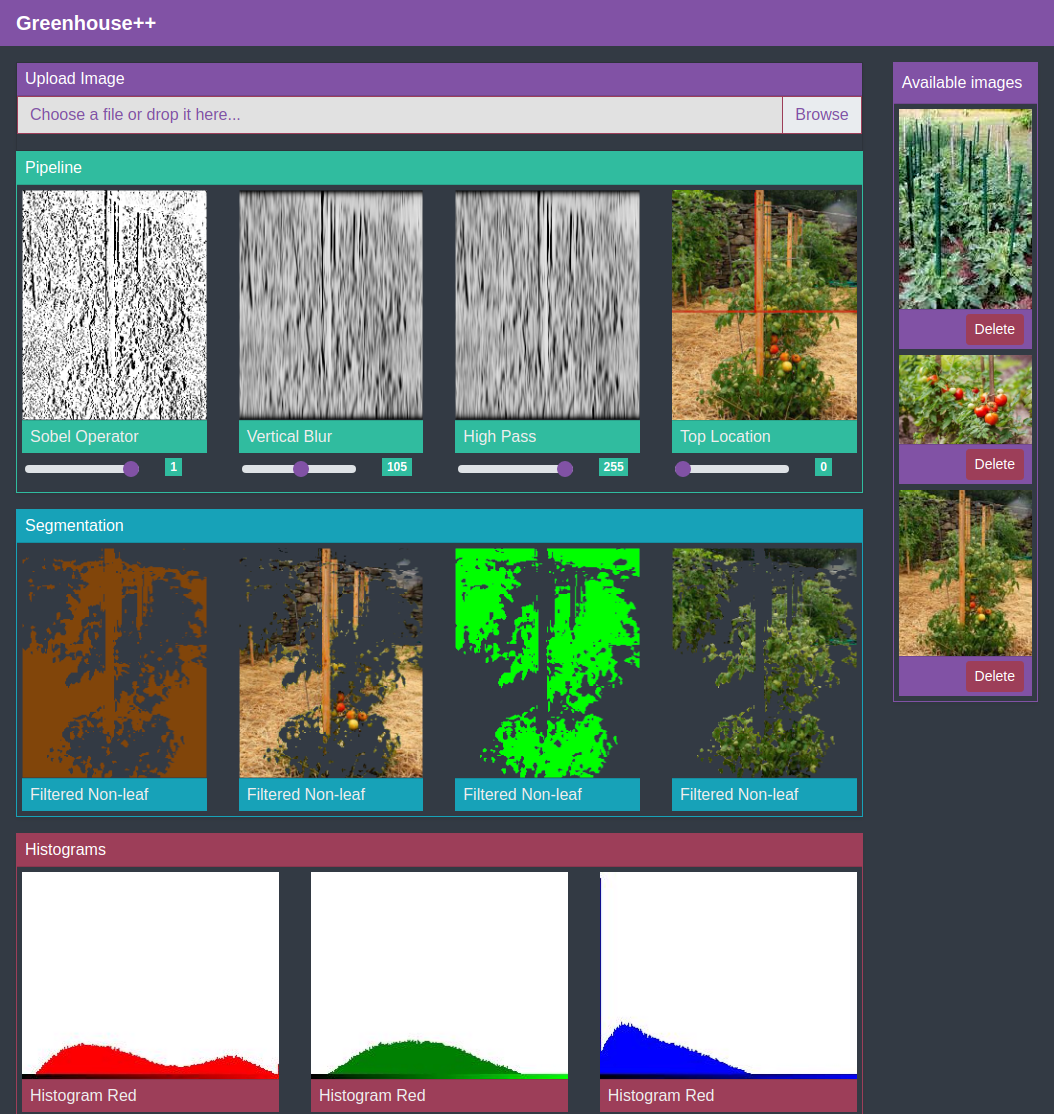 Greenhouse++
Upload Image
Choose a file or drop it here...
Browse
Pipeline
Sobel Operator
Vertical Blur
High Pass
Top Location
1
105
255
0
Segmentation
Filtered Non-leaf
Filtered Non-leaf
Filtered Non-leaf
Filtered Non-leaf
Histograms
Histogram Red
Histogram Red
Histogram Red
Available images
Delete
Delete
Delete